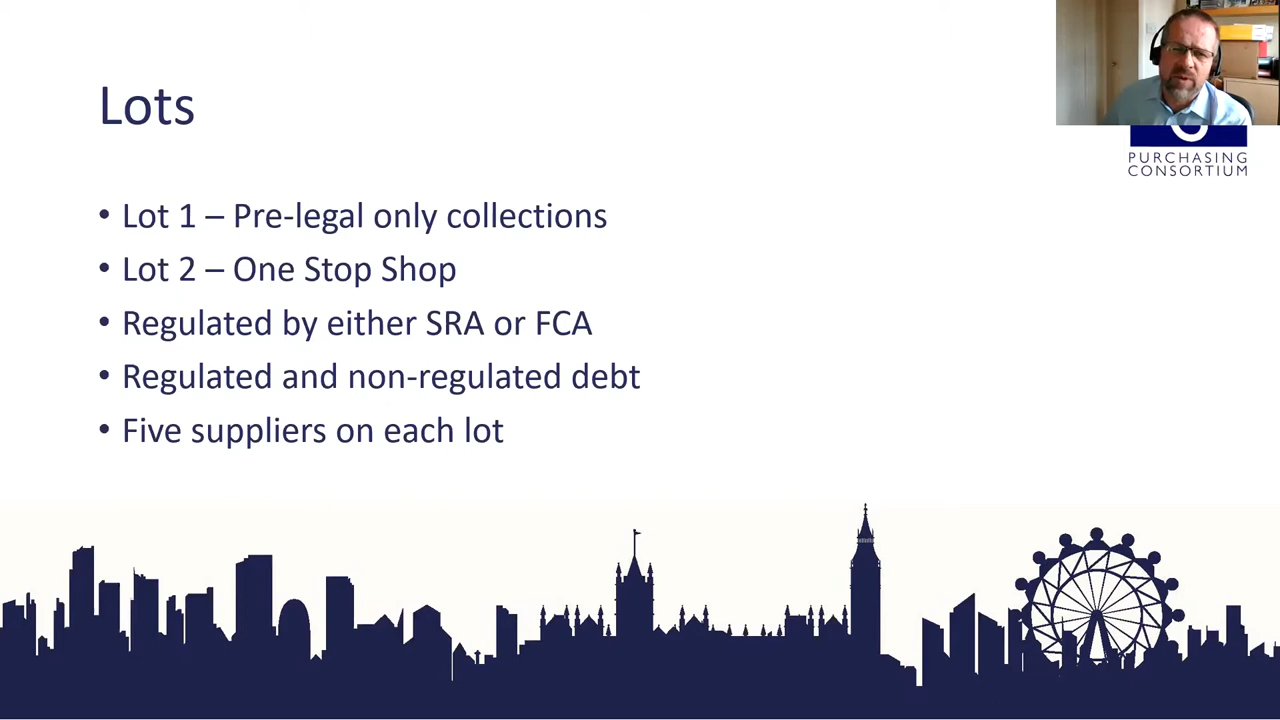 Lots
• Lot 1 – Pre-legal only collections
• Lot 2 – One Stop Shop
• Regulated by either SRA or FCA
• Regulated and non-regulated debt
• Five suppliers on each lot
PURCHASING
CONSORTIUM